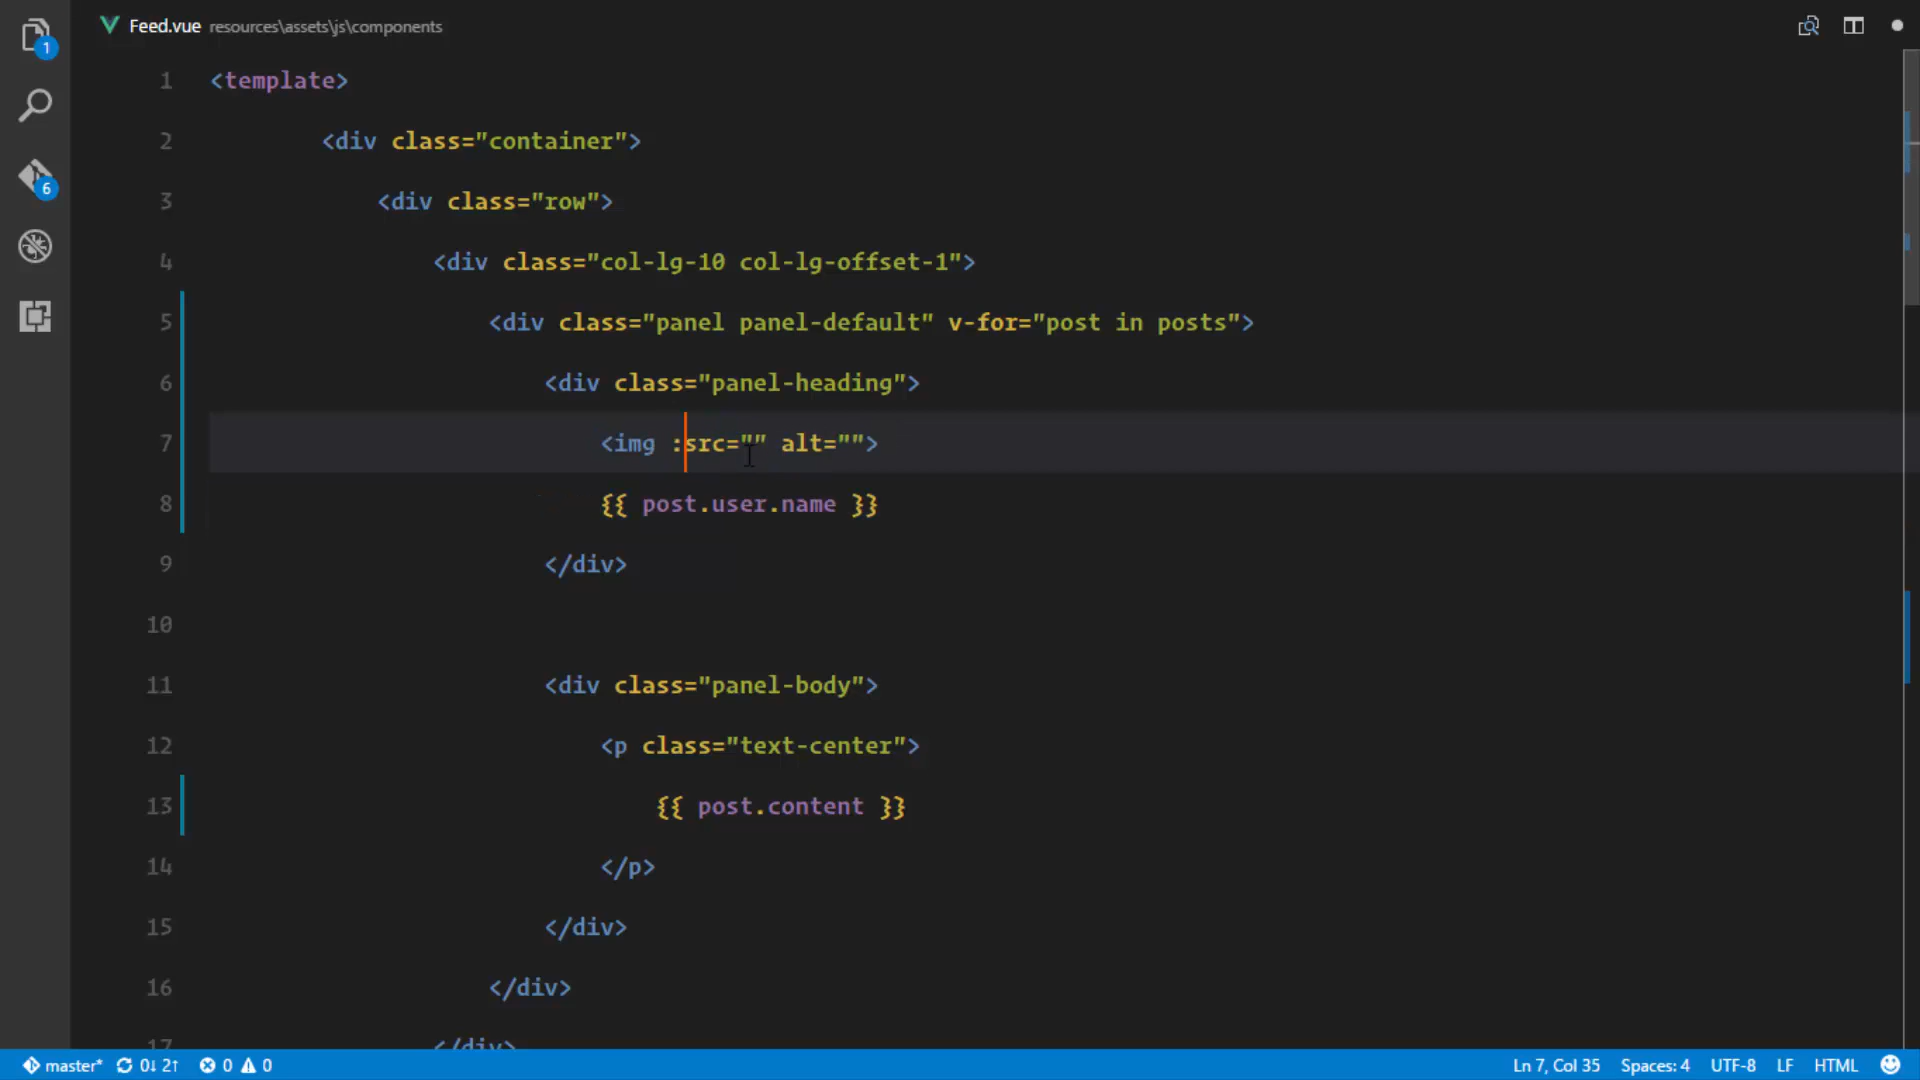 Feed.vue resources\assets\js\components
1 <template>
2 <div class="container">
3 <div class="row">
4 <div class="col-lg-10 col-lg-offset-1">
5 <div class="panel panel-default" v-for="post in posts">
6 <div class="panel-heading">
7 <img :src="" alt="">
8 {{ post.user.name }}
9 </div>
10
11 <div class="panel-body">
12 <p class="text-center">
13 {{ post.content }}
14 </p>
15 </div>
16 </div>
17 </div>
1
6
master* 0↓ 2↑ 0 0 Ln 7, Col 35 Spaces: 4 UTF-8 LF HTML